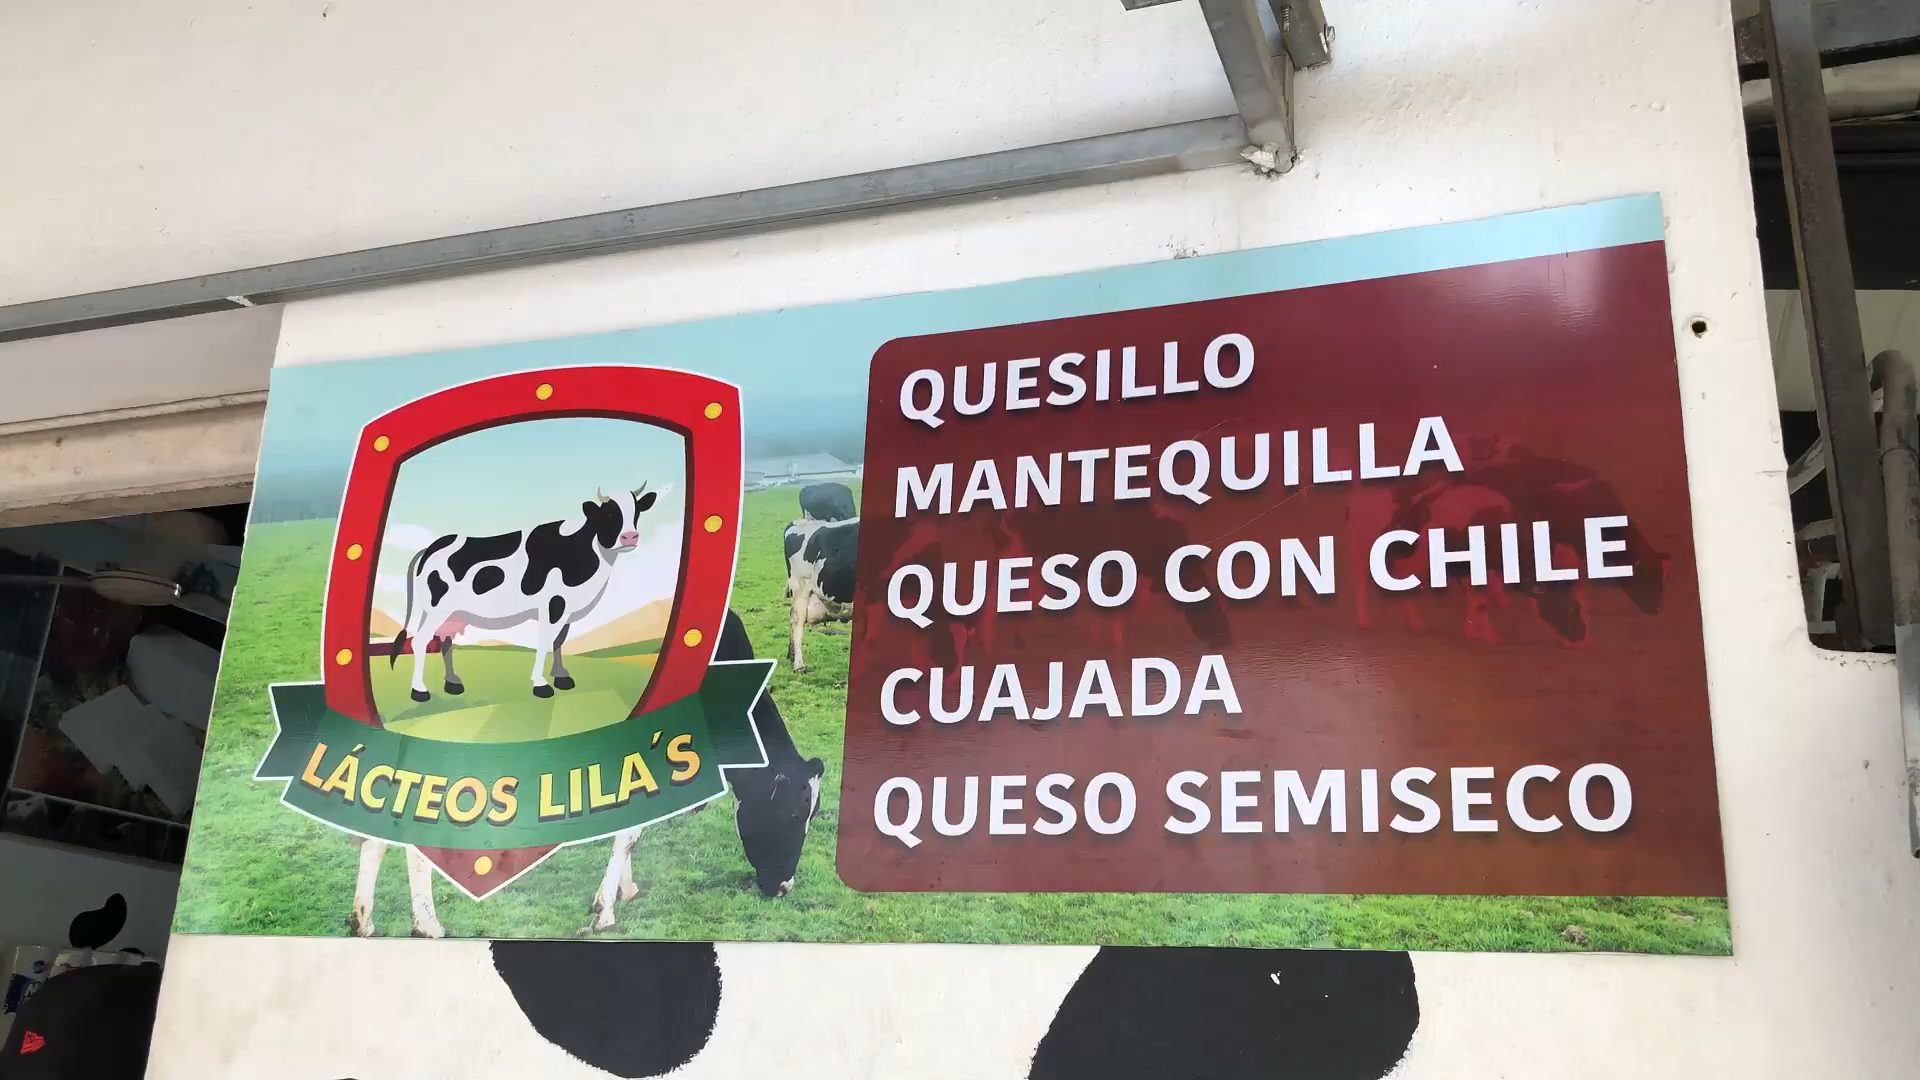 LÁCTEOS LILA´S
QUESILLO
MANTEQUILLA
QUESO CON CHILE
CUAJADA
QUESO SEMISECO